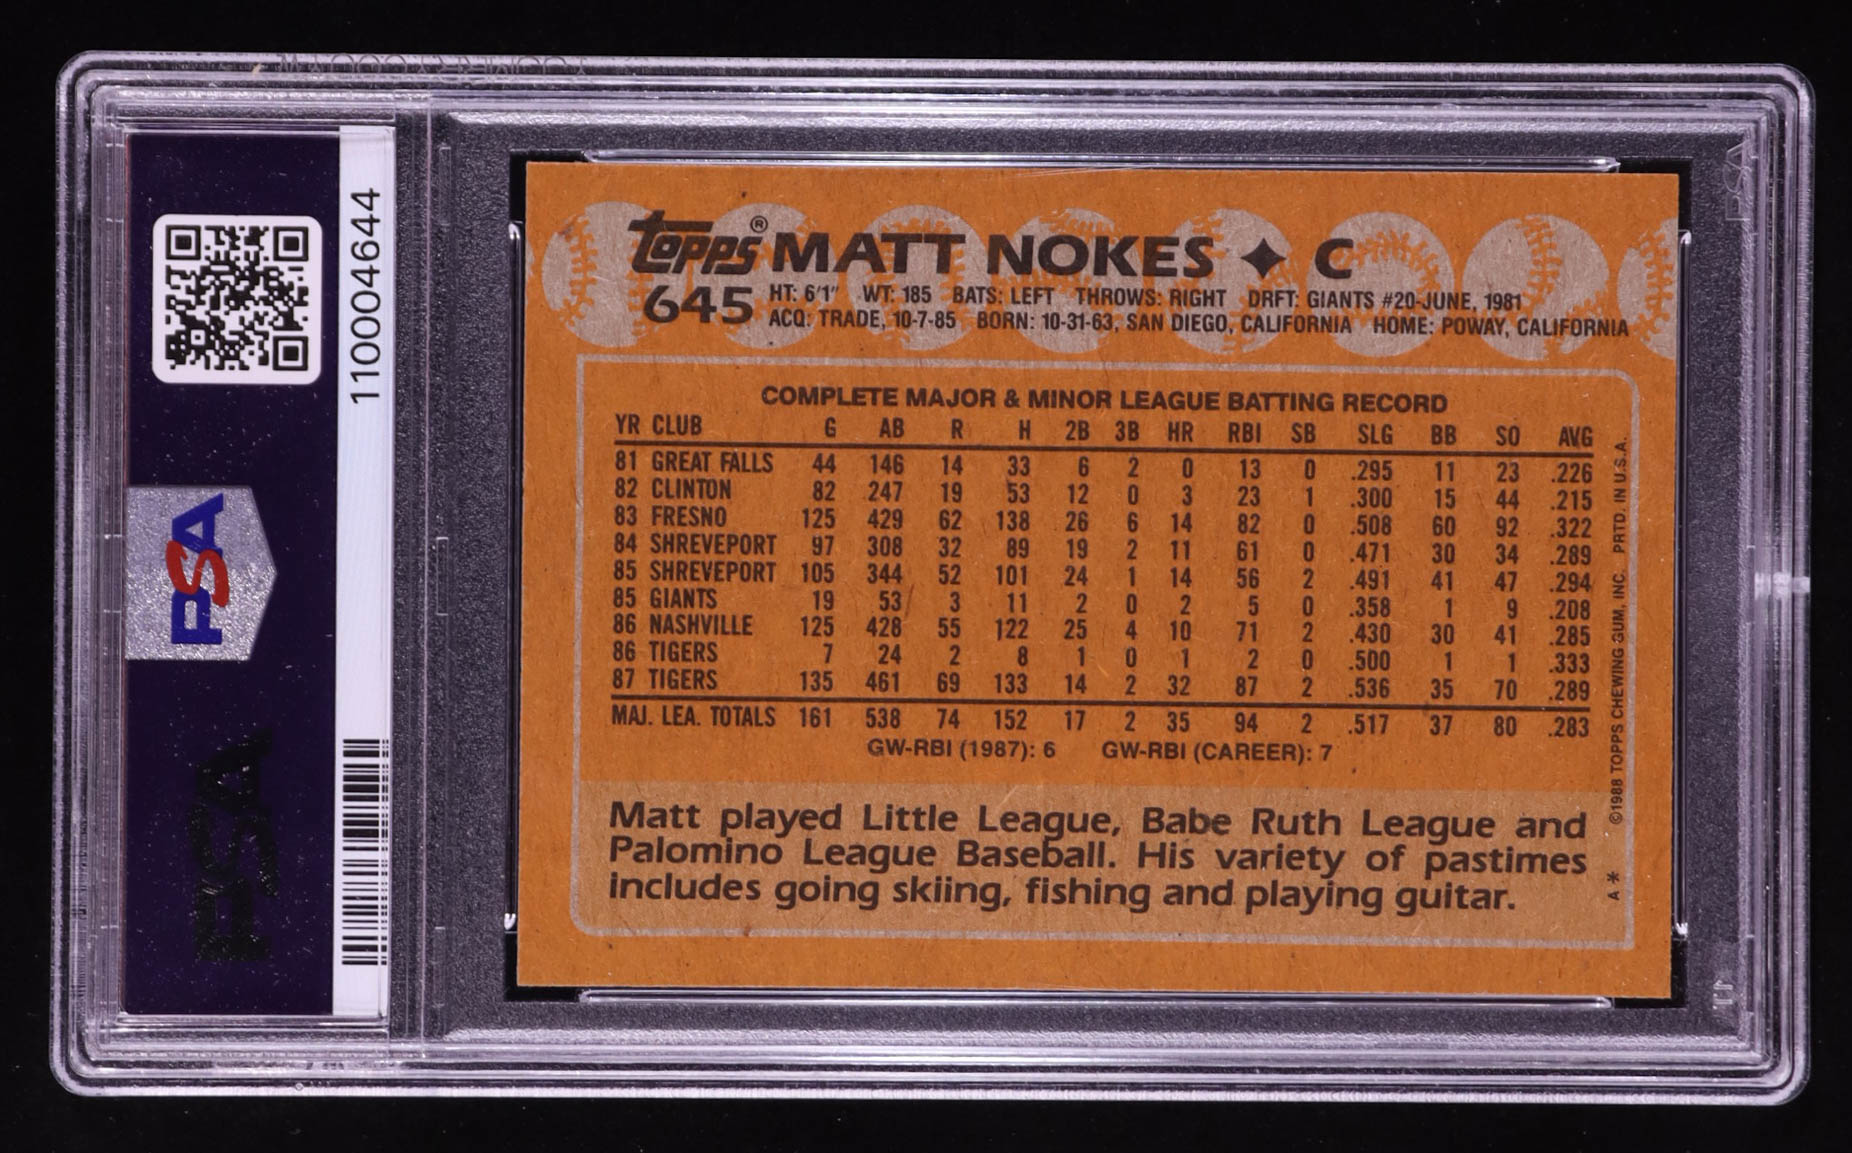 topps® MATT NOKES ✦ C
645 HT: 6'1" WT: 185 BATS: LEFT THROWS: RIGHT DRFT: GIANTS #20-JUNE, 1981
ACQ: TRADE, 10-7-85 BORN: 10-31-63, SAN DIEGO, CALIFORNIA HOME: POWAY, CALIFORNIA
COMPLETE MAJOR & MINOR LEAGUE BATTING RECORD
YR CLUB G AB R H 2B 3B HR RBI SB SLG BB SO AVG
81 GREAT FALLS 44 146 14 33 6 2 0 13 0 .295 11 23 .226
82 CLINTON 82 247 19 53 12 0 3 23 1 .300 15 44 .215
83 FRESNO 125 429 62 138 26 6 14 82 0 .508 60 92 .322
84 SHREVEPORT 97 308 32 89 19 2 11 61 0 .471 30 34 .289
85 SHREVEPORT 105 344 52 101 24 1 14 56 2 .491 41 47 .294
85 GIANTS 19 53 3 11 2 0 2 5 0 .358 1 9 .208
86 NASHVILLE 125 428 55 122 25 4 10 71 2 .430 30 41 .285
86 TIGERS 7 24 2 8 1 0 1 2 0 .500 1 1 .333
87 TIGERS 135 461 69 133 14 2 32 87 2 .536 35 70 .289
MAJ. LEA. TOTALS 161 538 74 152 17 2 35 94 2 .517 37 80 .283
GW-RBI (1987): 6 GW-RBI (CAREER): 7
Matt played Little League, Babe Ruth League and
Palomino League Baseball. His variety of pastimes
includes going skiing, fishing and playing guitar.
©1988 TOPPS CHEWING GUM, INC. PRTD. IN U.S.A.
A *
110004644
PSA
PSA
PSA